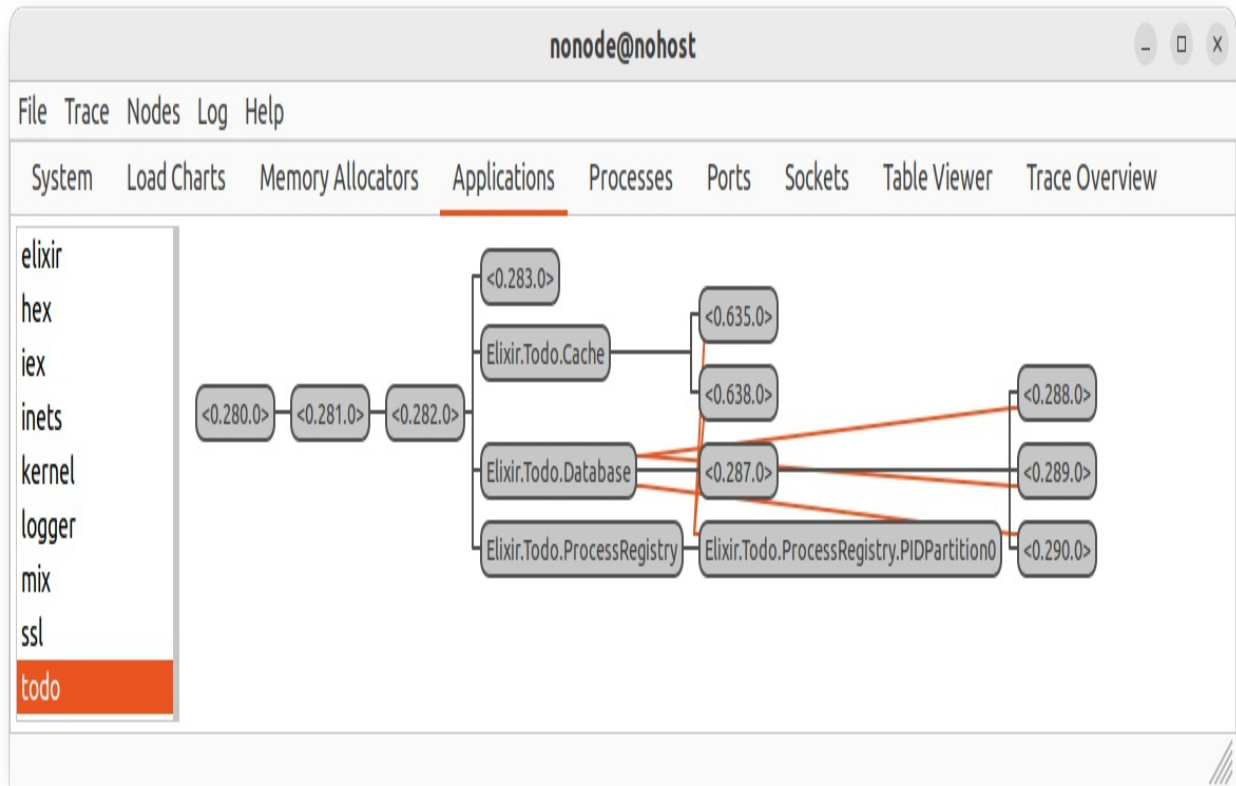 nonode@nohost
File Trace Nodes Log Help
System Load Charts Memory Allocators Applications Processes Ports Sockets Table Viewer Trace Overview
elixir
hex
iex
inets
kernel
logger
mix
ssl
todo
<0.280.0>
<0.281.0>
<0.282.0>
<0.283.0>
Elixir.Todo.Cache
Elixir.Todo.Database
Elixir.Todo.ProcessRegistry
<0.635.0>
<0.638.0>
<0.287.0>
Elixir.Todo.ProcessRegistry.PIDPartition0
<0.288.0>
<0.289.0>
<0.290.0>